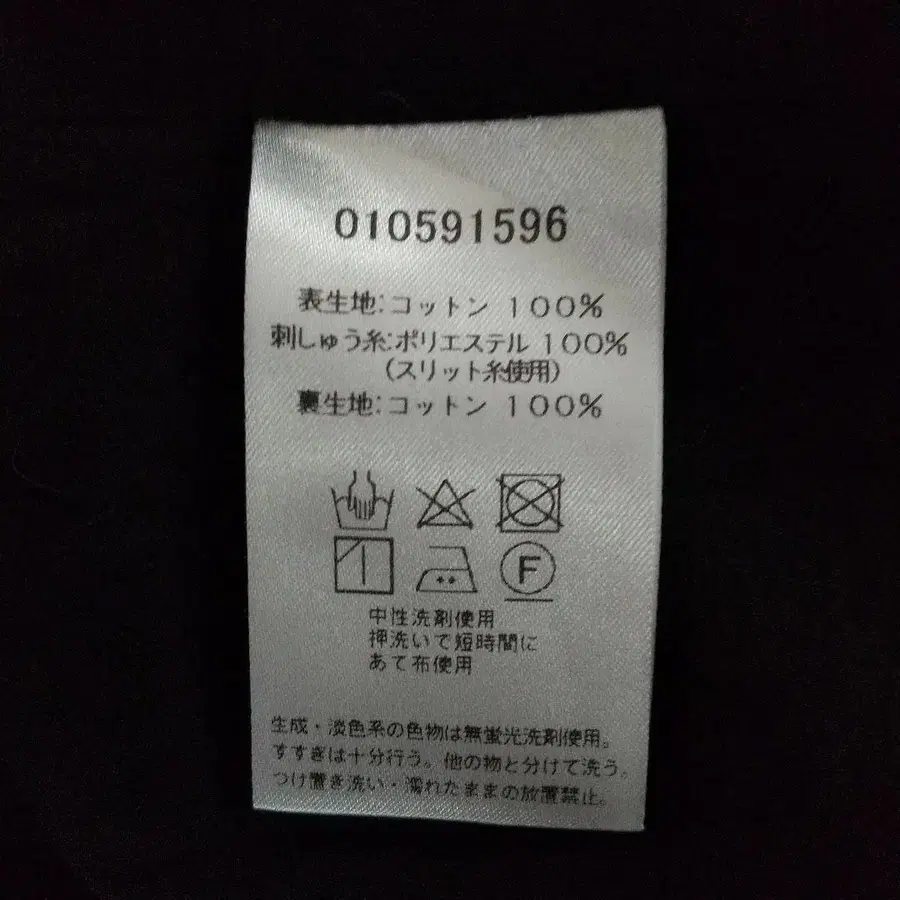 010591596
表生地:コットン 100%
刺しゅう糸:ポリエステル 100%
(スリット糸使用)
裏生地:コットン 100%
F
中性洗剤使用
押洗いで短時間に
あて布使用
生成・淡色系の色物は無蛍光洗剤使用。
すすぎは十分行う。他の物と分けて洗う。
つけ置き洗い・濡れたままの放置禁止。